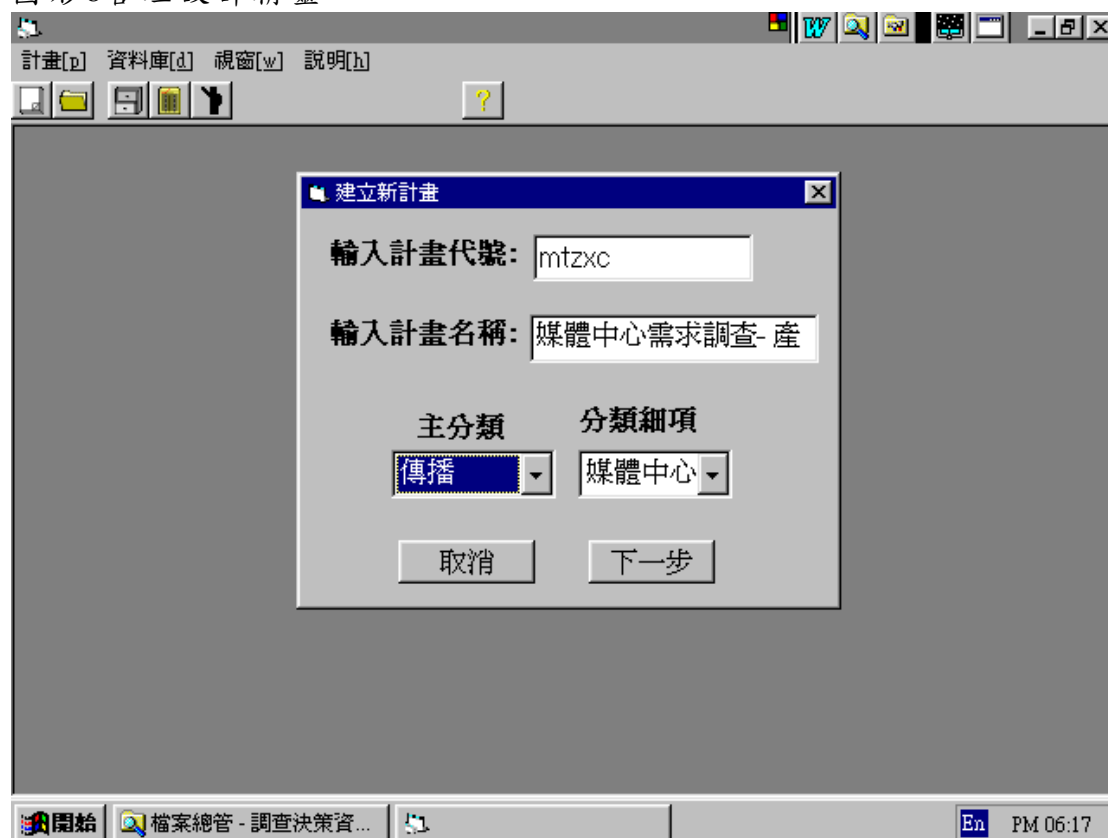 計畫[p] 資料庫[d] 視窗[w] 說明[h]
?
建立新計畫
輸入計畫代號: mtzxc
輸入計畫名稱: 媒體中心需求調查- 產
主分類 分類細項
傳播 媒體中心
取消 下一步
開始 檔案總管 - 調查決策資... En PM 06:17